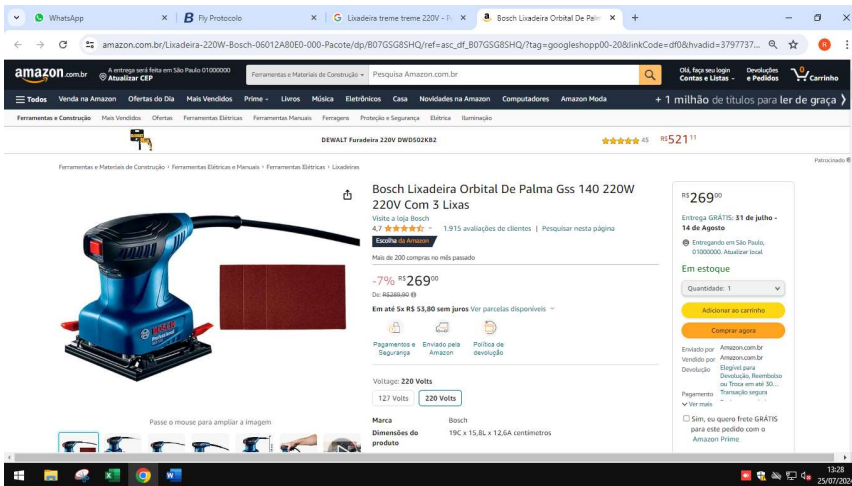 WhatsApp
Fly Protocolo
Lixadeira treme treme 220V - P
Bosch Lixadeira Orbital De Palm
amazon.com.br/Lixadeira-220W-Bosch-06012A80E0-000-Pacote/dp/B07GSG8SHQ/ref=asc_df_B07GSG8SHQ/?tag=googleshopp00-20&linkCode=df0&hvadid=3797737...
amazon.com.br
A entrega será feita em São Paulo 01000000
Atualizar CEP
Ferramentas e Materiais de Construção
Pesquisa Amazon.com.br
Olá, faça seu login
Contas e Listas
Devoluções
e Pedidos
0
Carrinho
Todos Venda na Amazon Ofertas do Dia Mais Vendidos Prime Livros Música Eletrônicos Casa Novidades na Amazon Computadores Amazon Moda
+ 1 milhão de títulos para ler de graça
Ferramentas e Construção Mais Vendidos Ofertas Ferramentas Elétricas Ferramentas Manuais Ferragens Proteção e Segurança Elétrica Iluminação
DEWALT Furadeira 220V DWD502KB2
45
R$521 11
Patrocinado
Ferramentas e Materiais de Construção › Ferramentas Elétricas e Manuais › Ferramentas Elétricas › Lixadeiras
BOSCH
Professional
Passe o mouse para ampliar a imagem
Bosch Lixadeira Orbital De Palma Gss 140 220W
220V Com 3 Lixas
Visite a loja Bosch
4,7
1.915 avaliações de clientes | Pesquisar nesta página
Escolha da Amazon
Mais de 200 compras no mês passado
-7% R$269 00
De: R$289,90
Em até 5x R$ 53,80 sem juros Ver parcelas disponíveis
Pagamentos e
Segurança
Enviado pela
Amazon
Política de
devolução
Voltage: 220 Volts
127 Volts
220 Volts
Marca Bosch
Dimensões do
produto
19C x 15,8L x 12,6A centímetros
R$269 00
Entrega GRÁTIS: 31 de julho -
14 de Agosto
Entregando em São Paulo,
01000000. Atualizar local
Em estoque
Quantidade: 1
Adicionar ao carrinho
Comprar agora
Enviado por Amazon.com.br
Vendido por Amazon.com.br
Devolução Elegível para
Devolução, Reembolso
ou Troca em até 30...
Pagamento Transação segura
Ver mais
Sim, eu quero frete GRÁTIS
para este pedido com o
Amazon Prime
13:28
25/07/2024